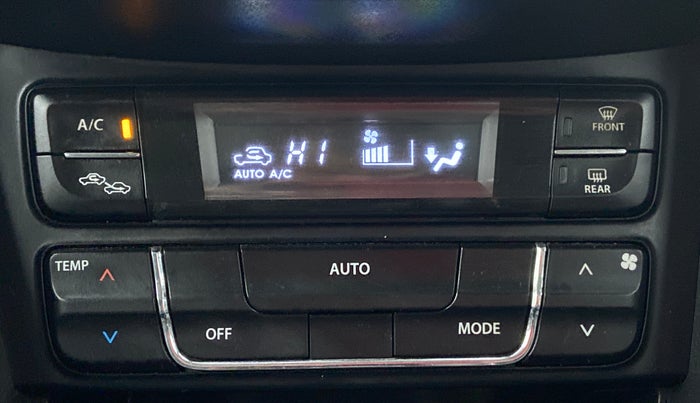 A/C
HI
AUTO A/C
FRONT
REAR
TEMP
AUTO
OFF
MODE